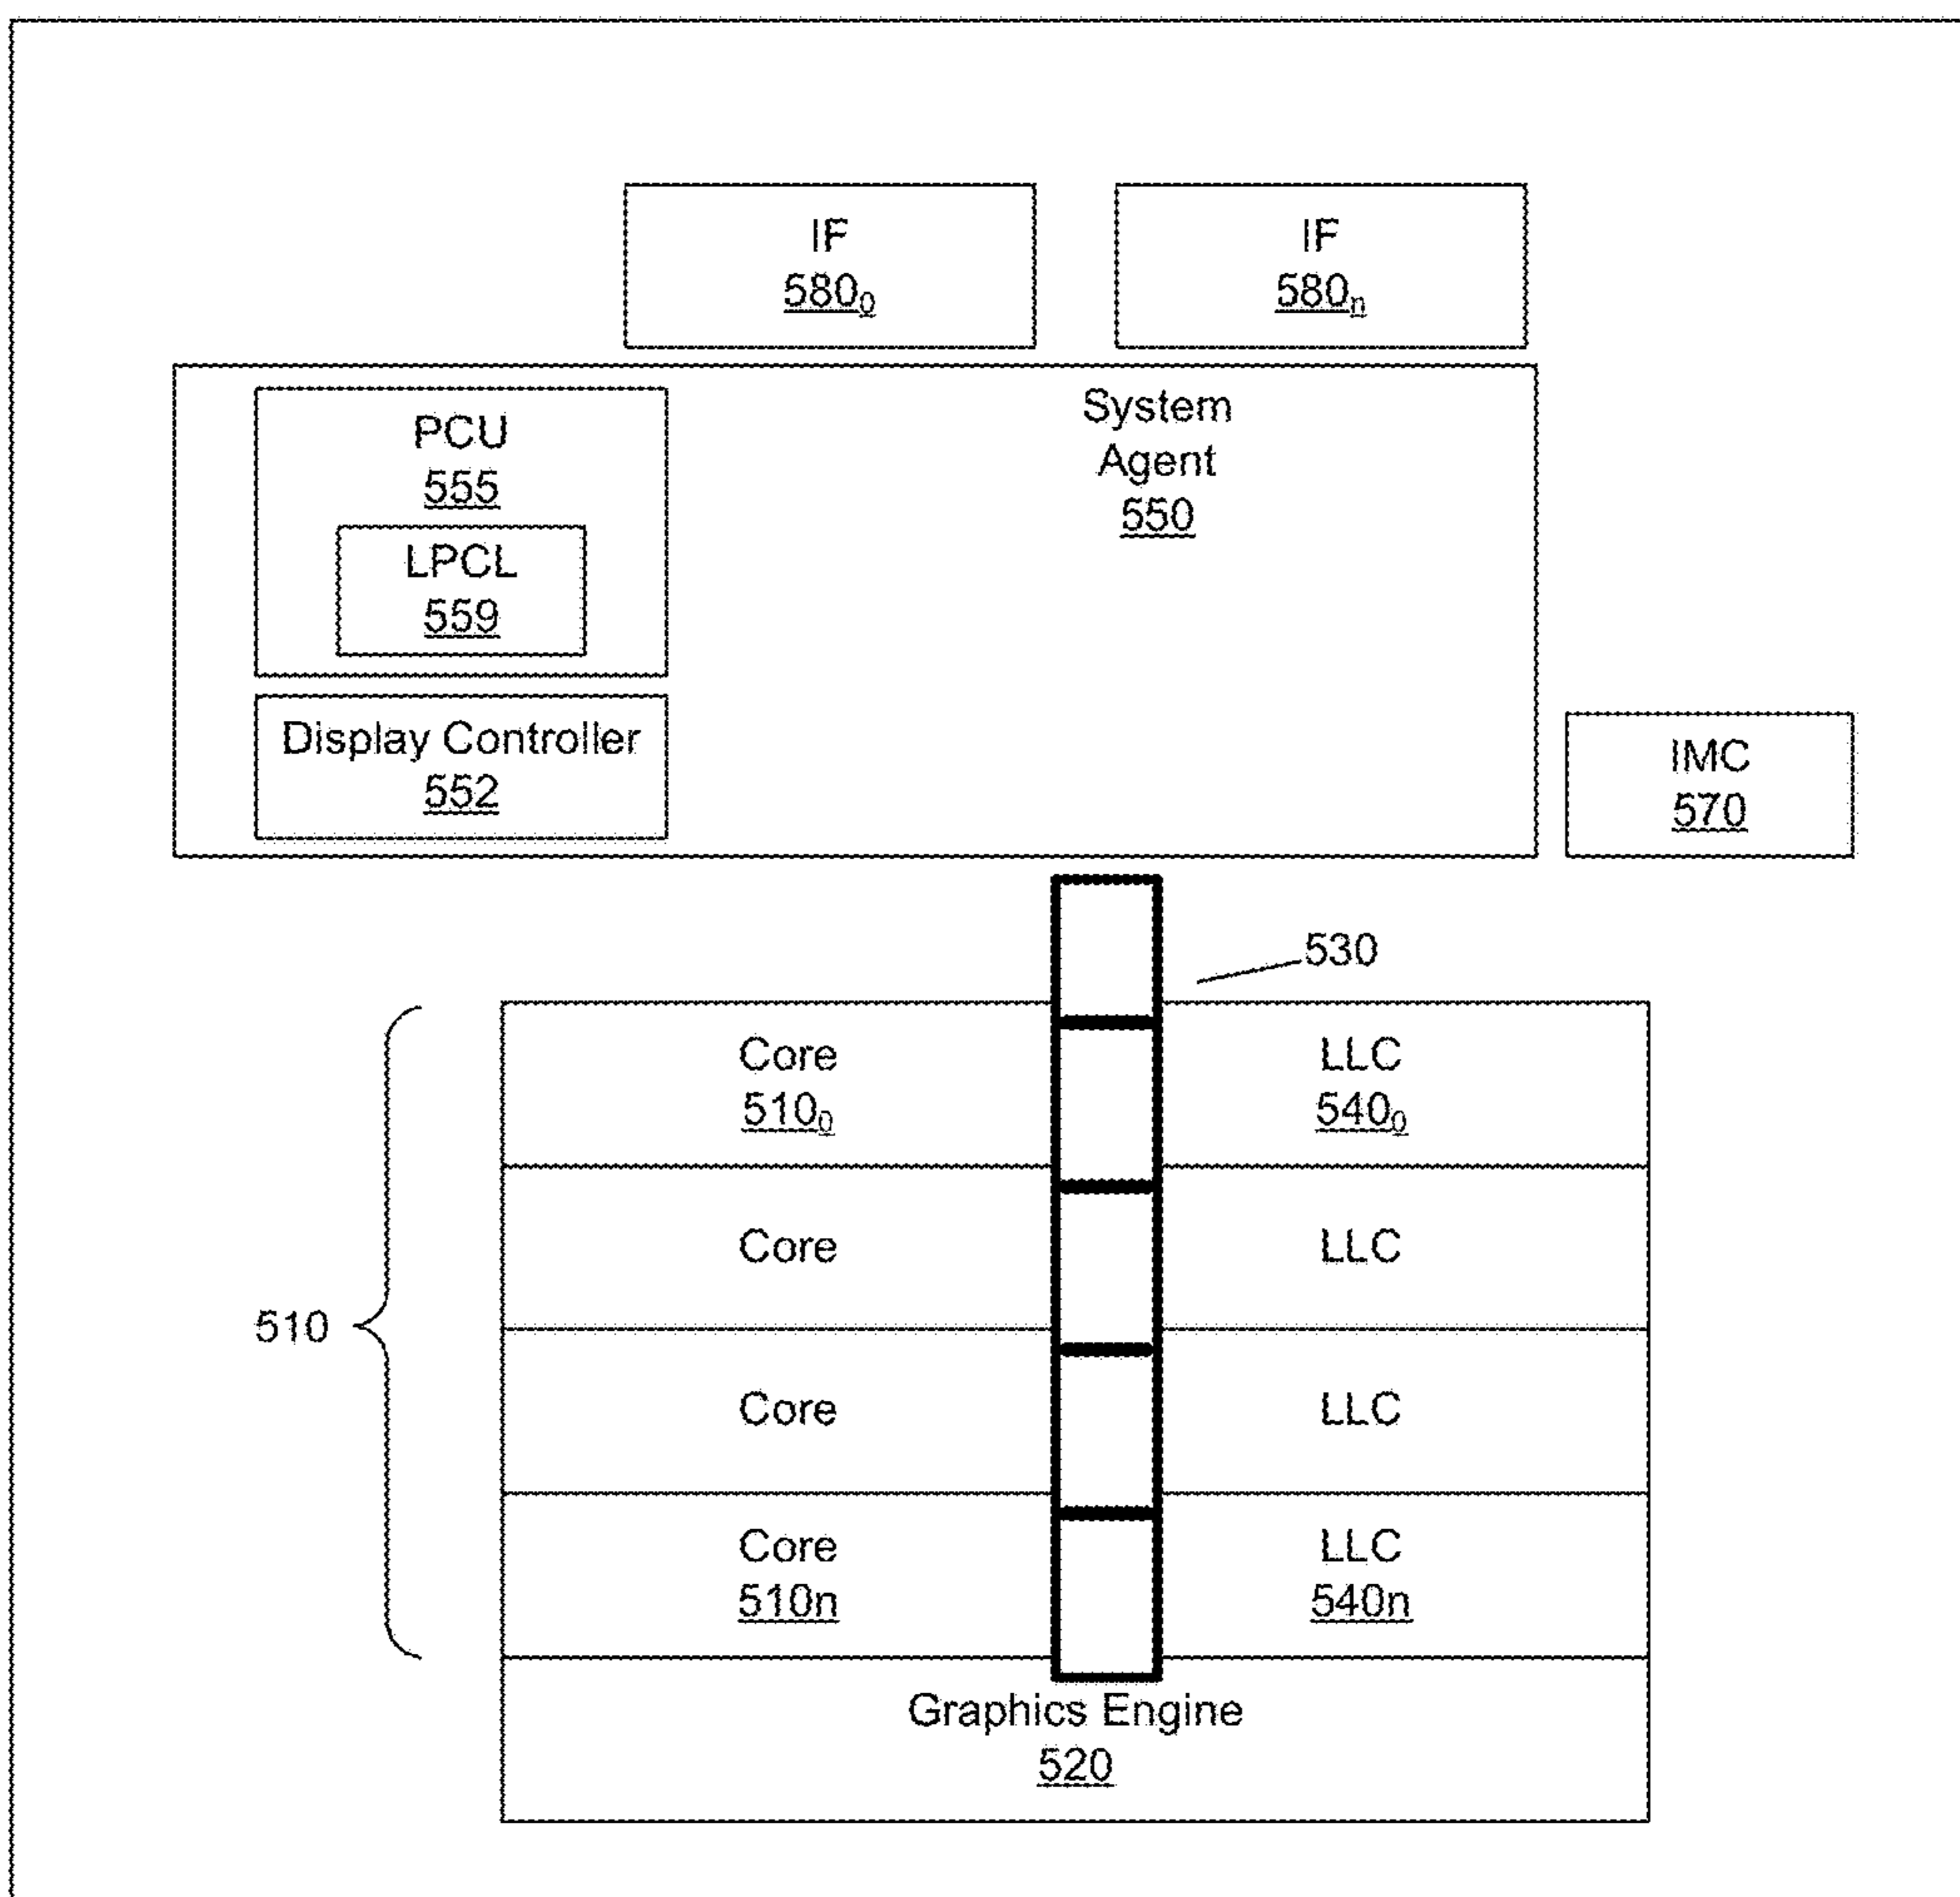 IF
580₀
IF
580ₙ
System
Agent
550
PCU
555
LPCL
559
Display Controller
552
IMC
570
530
510
Core
510₀
LLC
540₀
Core
LLC
Core
LLC
Core
510n
LLC
540n
Graphics Engine
520